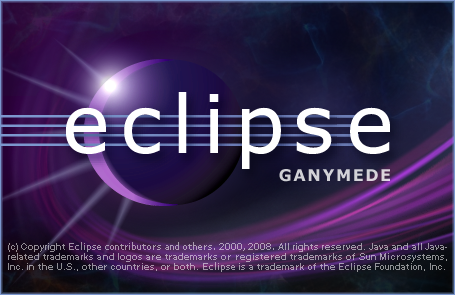 eclipse
GANYMEDE
(c) Copyright Eclipse contributors and others. 2000, 2008. All rights reserved. Java and all Java-
related trademarks and logos are trademarks or registered trademarks of Sun Microsystems,
Inc. in the U.S., other countries, or both. Eclipse is a trademark of the Eclipse Foundation, Inc.